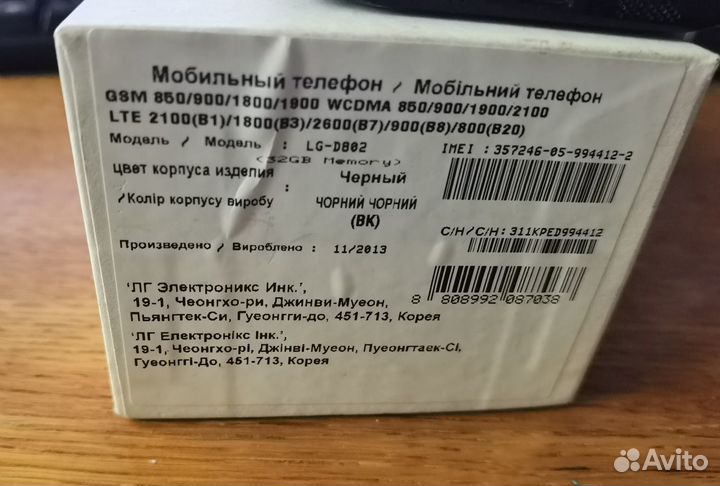 Мобильный телефон / Мобільний телефон
GSM 850/900/1800/1900 WCDMA 850/900/1900/2100
LTE 2100(B1)/1800(B3)/2600(B7)/900(B8)/800(B20)
Модель / Модель : LG-D802
IMEI : 357246-05-994412-2
<32GB Memory>
цвет корпуса изделия : Черный
/Колір корпусу виробу ЧОРНИЙ ЧОРНИЙ
(BK)
С/Н/С/Н: 311KPED994412
Произведено / Вироблено : 11/2013
'ЛГ Электроникс Инк.',
19-1, Чеонгхо-ри, Джинви-Муеон,
Пьянгтек-Си, Гуеонгги-до, 451-713, Корея
8 808992 087038
'ЛГ Електронікс Інк.',
19-1, Чеонгхо-рі, Джінві-Муеон, Пуеонгтаек-Сі,
Гуеонггі-До, 451-713, Корея
Avito